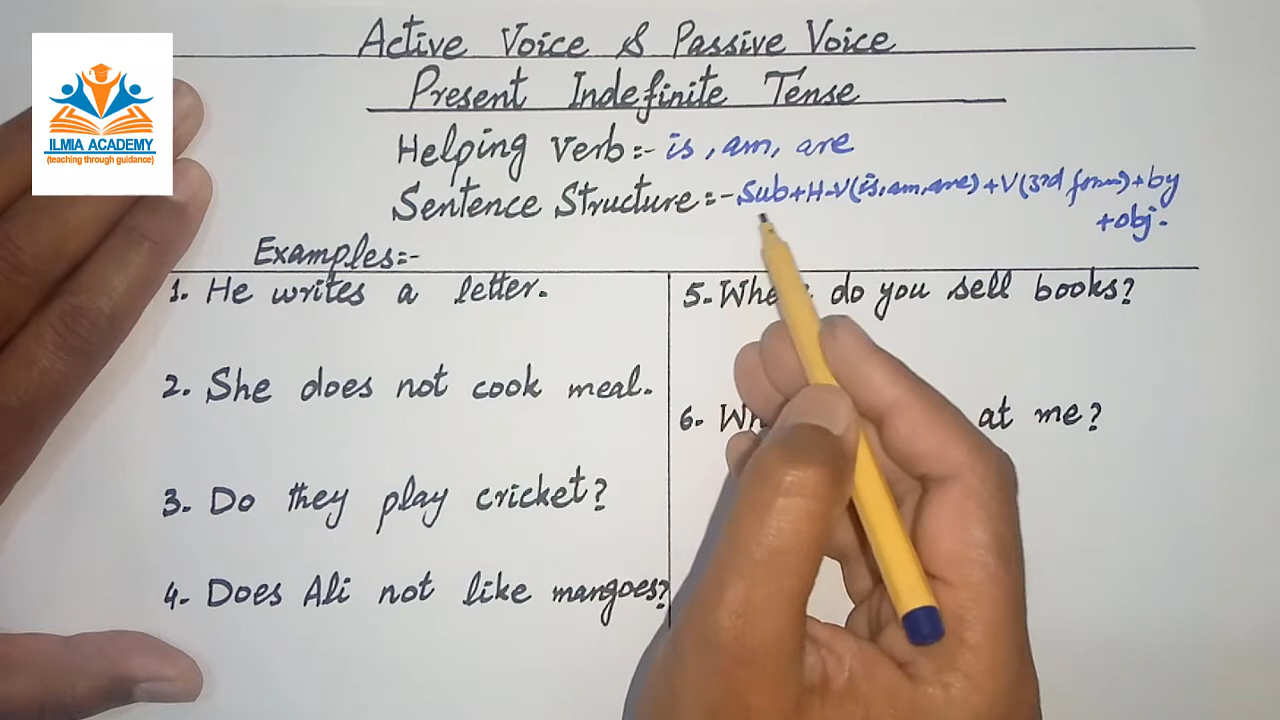 Active Voice & Passive Voice
Present Indefinite Tense
ILMIA ACADEMY
(teaching through guidance)
Helping Verb:- is, am, are
Sentence Structure:- Sub+H-V(is,am,are)+V(3rd form)+by
+obj.
Examples:-
1. He writes a letter.
2. She does not cook meal.
3. Do they play cricket?
4. Does Ali not like mangoes?
5. do you sell books?
6. at me?